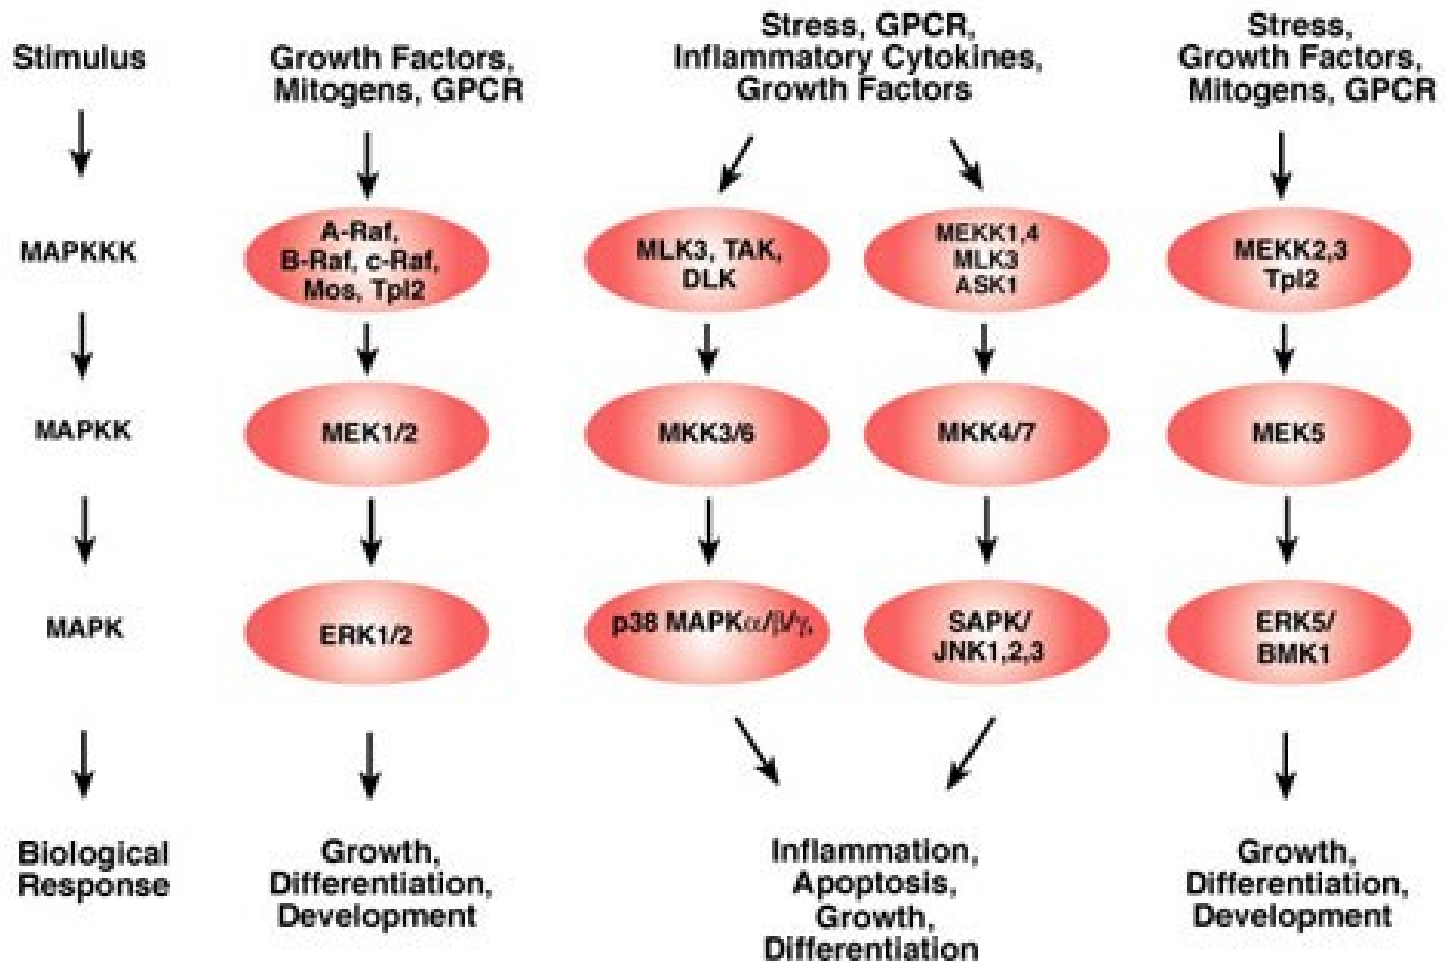 Stimulus
Growth Factors,
Mitogens, GPCR
Stress, GPCR,
Inflammatory Cytokines,
Growth Factors
Stress,
Growth Factors,
Mitogens, GPCR
MAPKKK
A-Raf,
B-Raf, c-Raf,
Mos, Tpl2
MLK3, TAK,
DLK
MEKK1,4
MLK3
ASK1
MEKK2,3
Tpl2
MAPKK
MEK1/2
MKK3/6
MKK4/7
MEK5
MAPK
ERK1/2
p38 MAPKα/β/γ,
SAPK/
JNK1,2,3
ERK5/
BMK1
Biological
Response
Growth,
Differentiation,
Development
Inflammation,
Apoptosis,
Growth,
Differentiation
Growth,
Differentiation,
Development